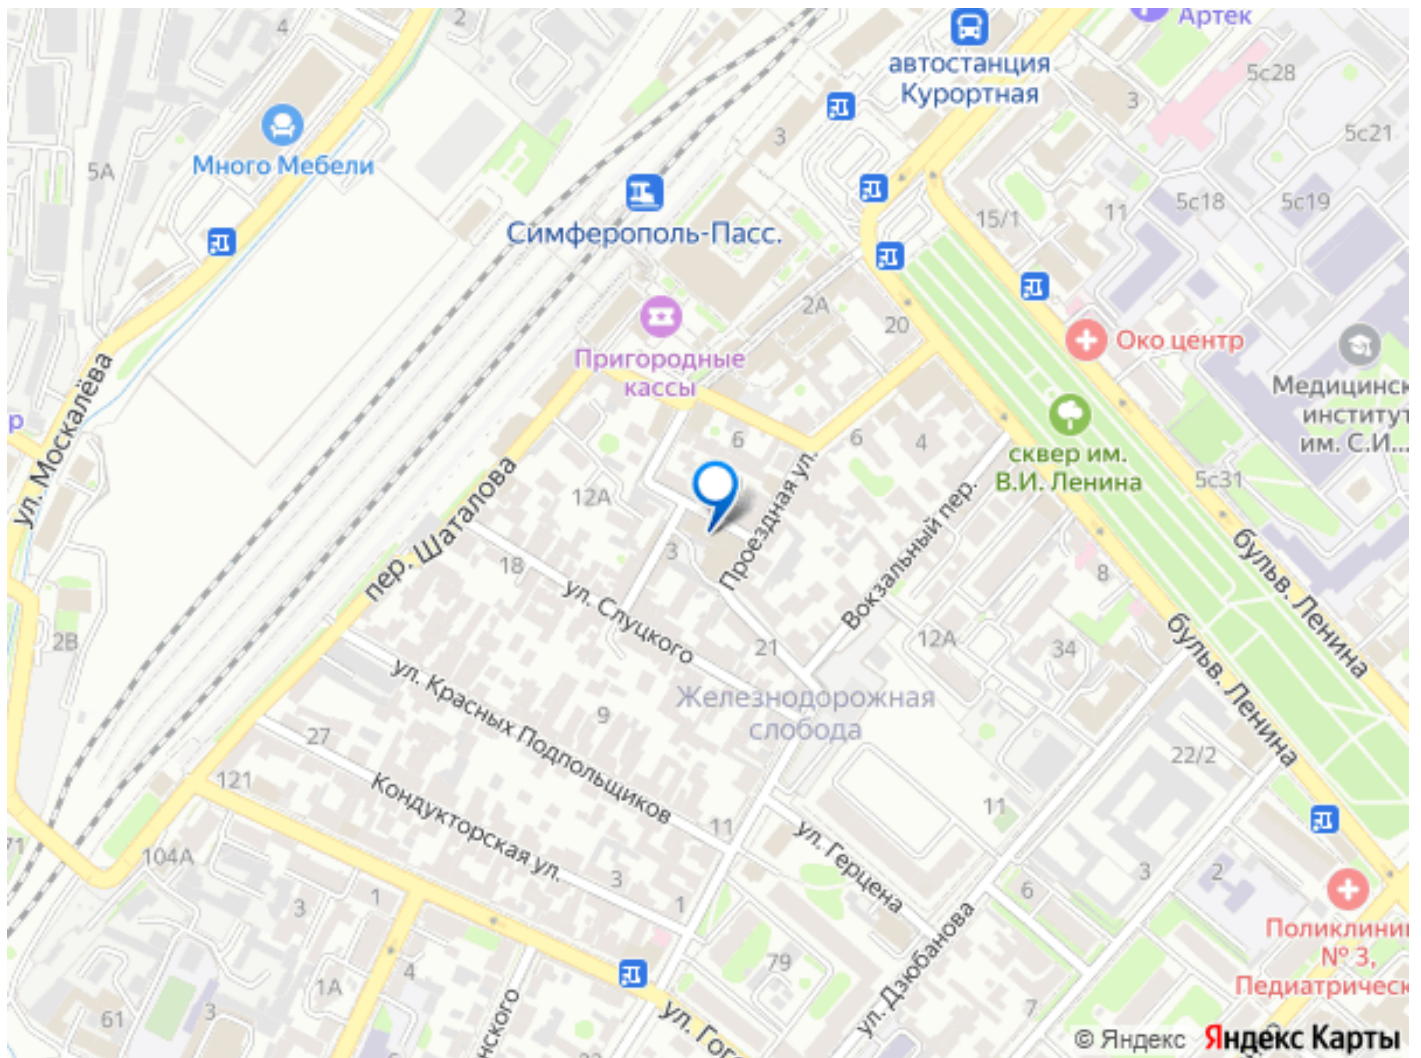 4
2
Артек
автостанция
Курортная
5с28
3
3
5с21
5А
Много Мебели
5с18
5с19
11
15/1
Симферополь-Пасс.
2А
20
Пригородные
кассы
Око центр
Медицинск
институт
им. С.И...
ул. Москалёва
р
6
6
4
сквер им.
В.И. Ленина
5с31
12А
пер. Шаталова
Проездная ул.
Вокзальный пер.
3
18
ул. Слуцкого
8
бульв. Ленина
бульв. Ленина
2В
21
12А
34
Железнодорожная
слобода
ул. Красных Подпольщиков
9
27
22/2
121
Кондукторская ул.
11
11
ул. Герцена
71
104А
3
1
3
1
6
3
2
ул. Дзюбанова
Поликлини
№ 3,
Педиатрическ
79
4
1А
3
61
7
нского
ул. Гог
© Яндекс Яндекс Карты